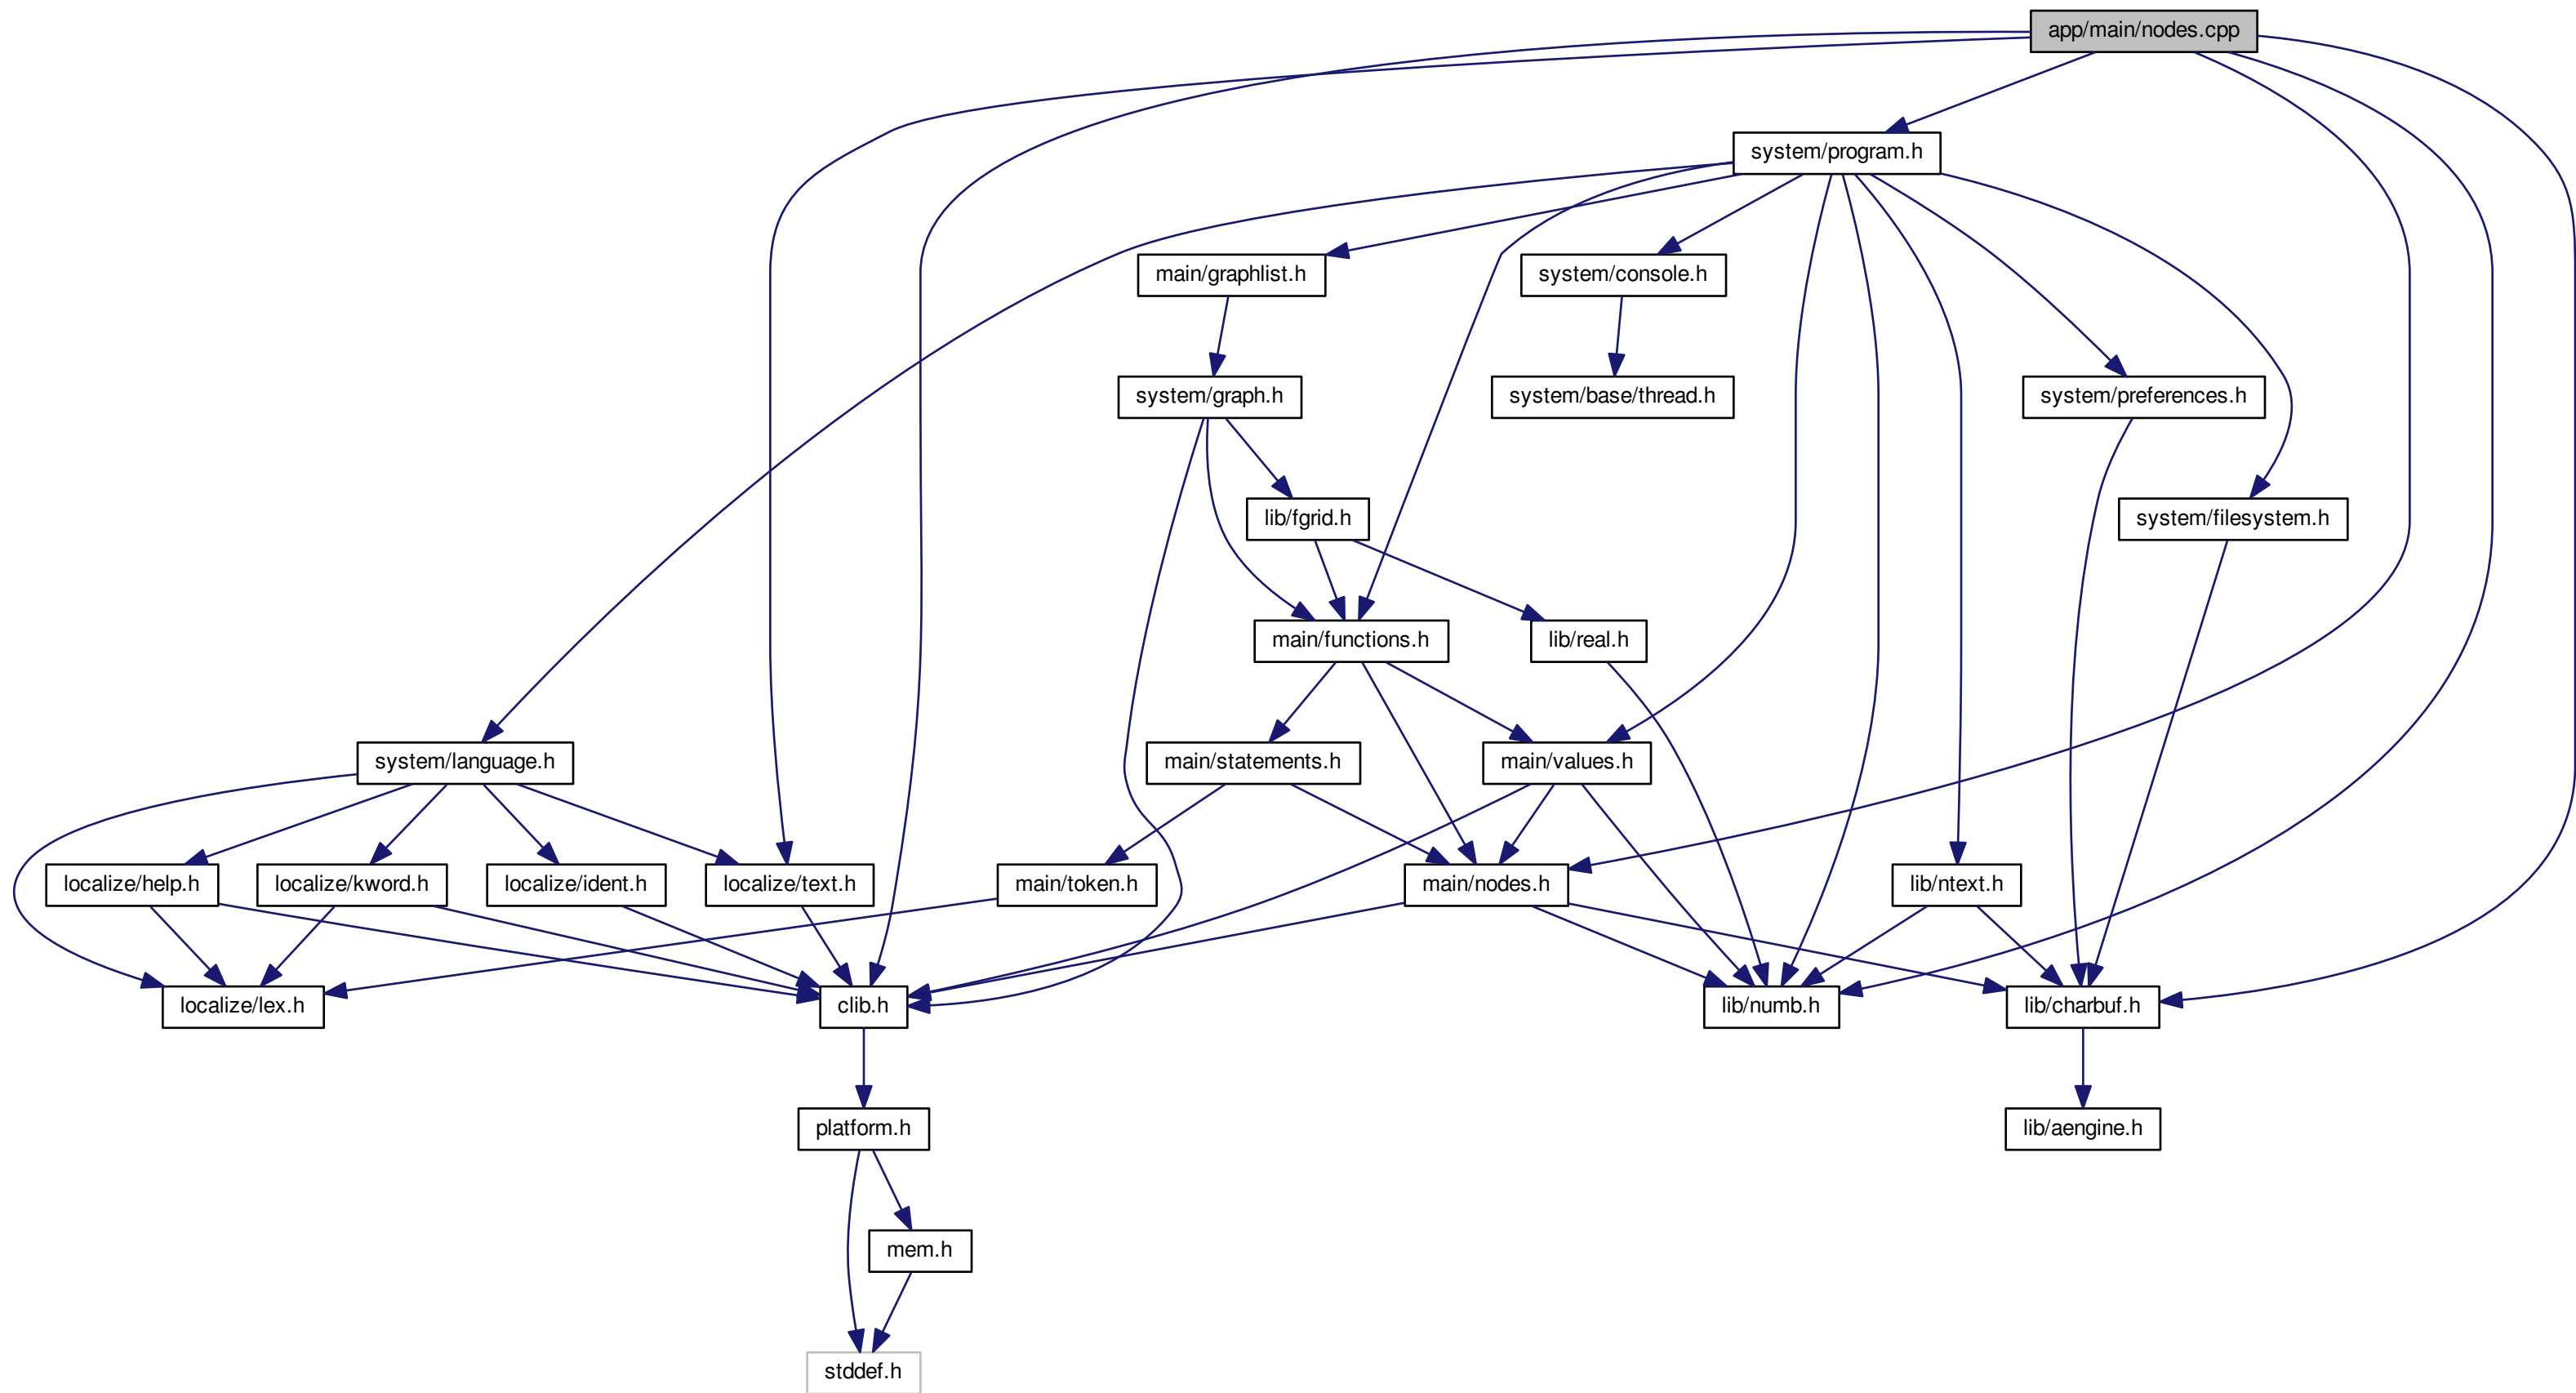 app/main/nodes.cpp
system/program.h
main/graphlist.h
system/console.h
system/graph.h
system/base/thread.h
system/preferences.h
lib/fgrid.h
system/filesystem.h
main/functions.h
lib/real.h
system/language.h
main/statements.h
main/values.h
localize/help.h
localize/kword.h
localize/ident.h
localize/text.h
main/token.h
main/nodes.h
lib/ntext.h
localize/lex.h
clib.h
lib/numb.h
lib/charbuf.h
platform.h
lib/aengine.h
mem.h
stddef.h